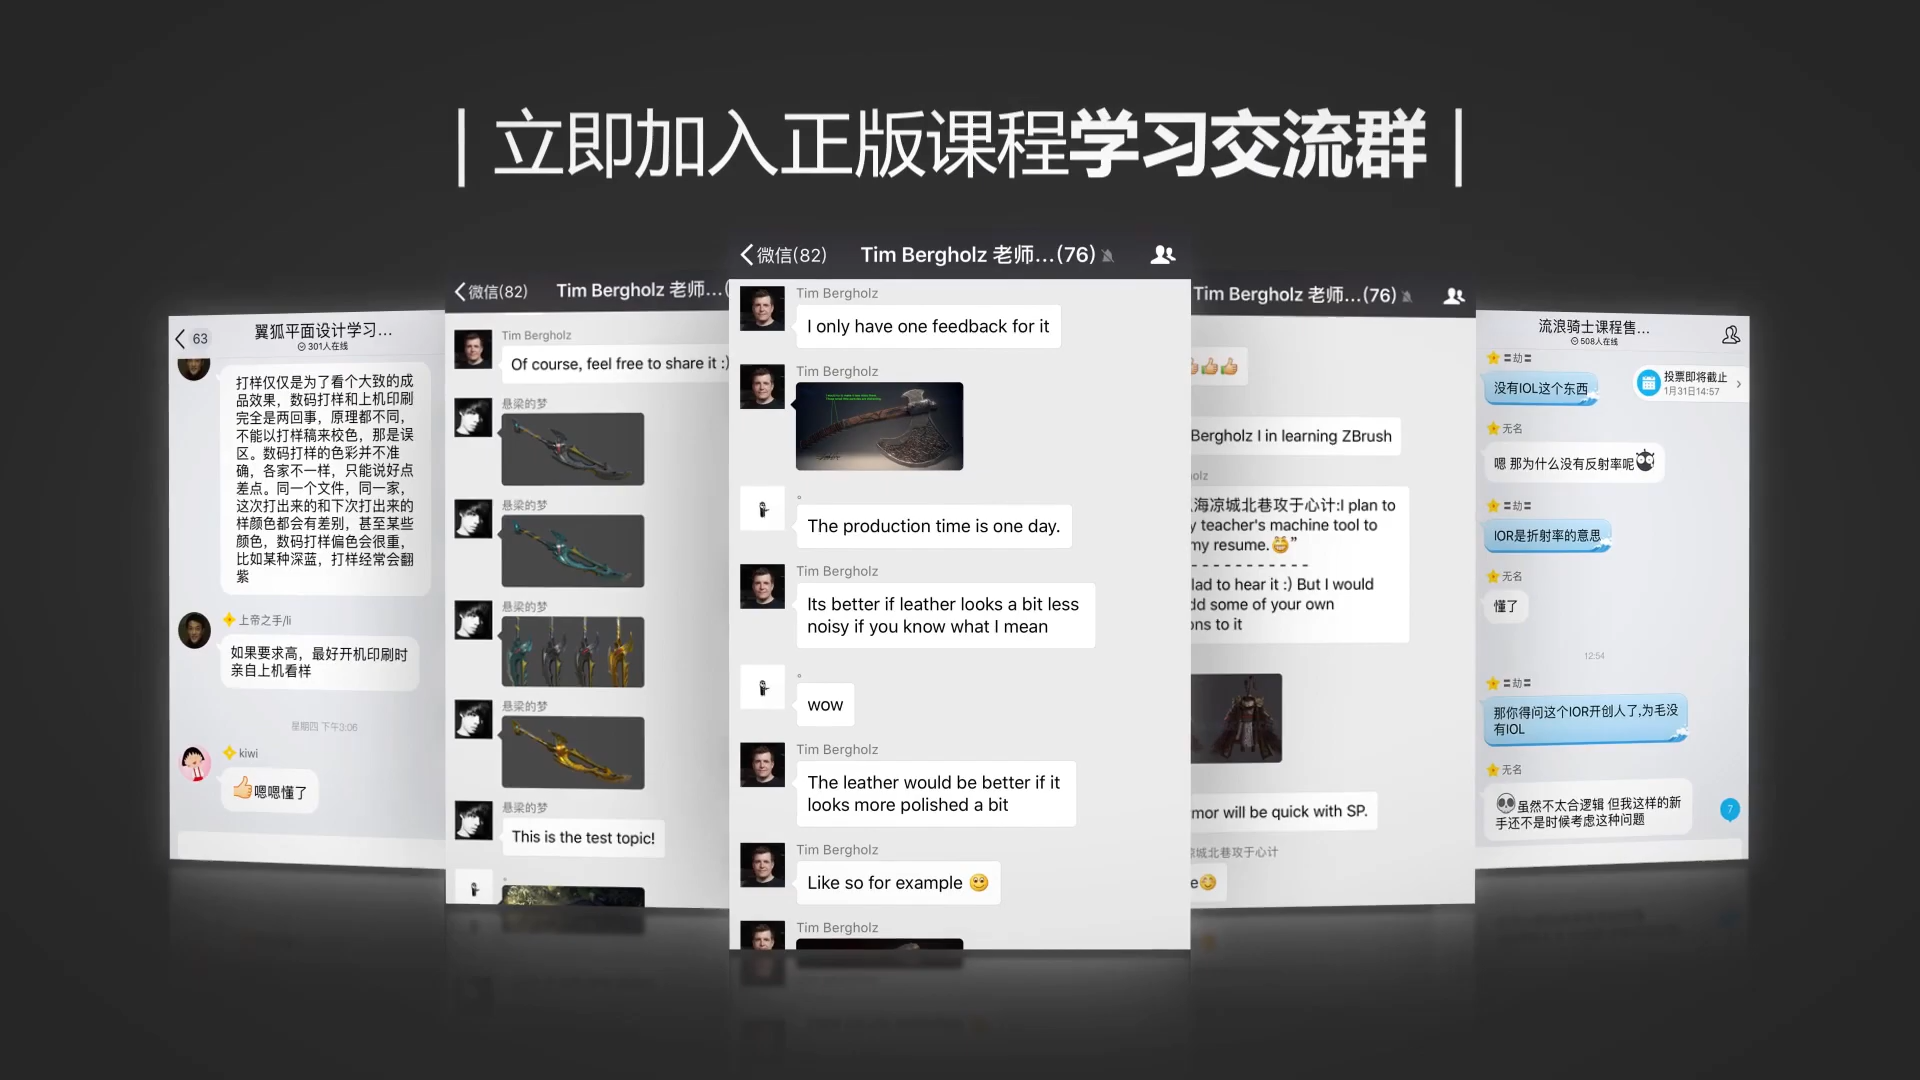 立即加入正版课程学习交流群
63
翼狐平面设计学习...
301人在线
打样仅仅是为了看个大致的成
品效果，数码打样和上机印刷
完全是两回事，原理都不同，
不能以打样稿来校色，那是误
区。数码打样的色彩并不准
确，各家不一样，只能说好点
差点。同一个文件，同一家，
这次打出来的和下次打出来的
样颜色都会有差别，甚至某些
颜色，数码打样偏色会很重，
比如某种深蓝，打样经常会翻
紫
上帝之手/li
如果要求高，最好开机印刷时
亲自上机看样
星期四 下午3:06
kiwi
嗯嗯懂了
微信(82)
Tim Bergholz 老师...(
Tim Bergholz
Of course, feel free to share it :)
悬梁的梦
悬梁的梦
悬梁的梦
悬梁的梦
悬梁的梦
This is the test topic!
微信(82)
Tim Bergholz 老师...(76)
Tim Bergholz
I only have one feedback for it
Tim Bergholz
The production time is one day.
Tim Bergholz
Its better if leather looks a bit less
noisy if you know what I mean
wow
Tim Bergholz
The leather would be better if it
looks more polished a bit
Tim Bergholz
Like so for example
Tim Bergholz
Tim Bergholz 老师...(76)
Bergholz I in learning ZBrush
olz
海凉城北巷攻于心计:I plan to
y teacher's machine tool to
my resume. ”
- - - - - - - - - - -
lad to hear it :) But I would
dd some of your own
ons to it
mor will be quick with SP.
城北巷攻于心计
e
流浪骑士课程售...
508人在线
〓劫〓
没有IOL这个东西
投票即将截止
1月31日14:57
无名
嗯 那为什么没有反射率呢
〓劫〓
IOR是折射率的意思
无名
懂了
12:54
〓劫〓
那你得问这个IOR开创人了,为毛没
有IOL
无名
虽然不太合逻辑 但我这样的新
手还不是时候考虑这种问题
7